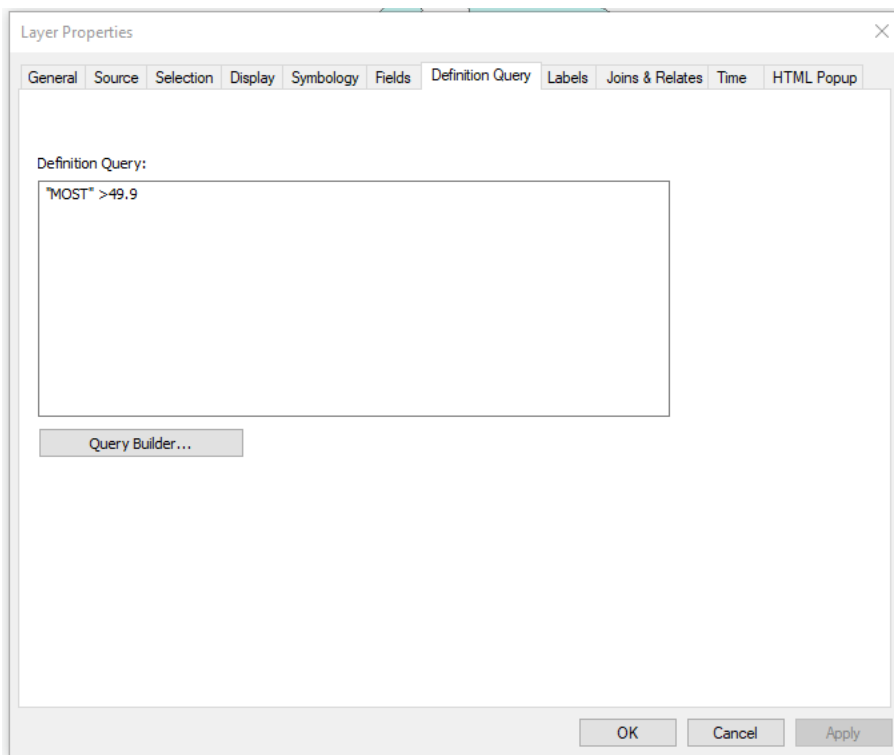 Layer Properties
General Source Selection Display Symbology Fields Definition Query Labels Joins & Relates Time HTML Popup
Definition Query:
"MOST" >49.9
Query Builder...
OK Cancel Apply